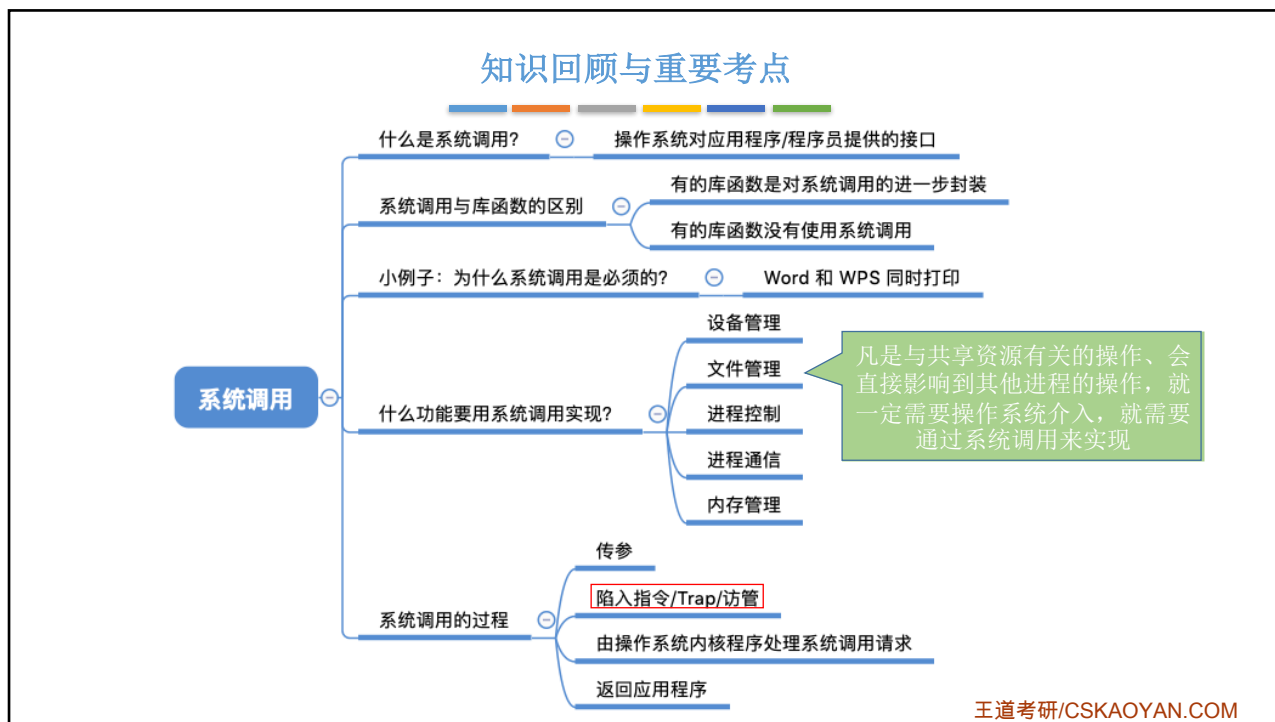 知识回顾与重要考点
什么是系统调用?
操作系统对应用程序/程序员提供的接口
系统调用与库函数的区别
有的库函数是对系统调用的进一步封装
有的库函数没有使用系统调用
小例子：为什么系统调用是必须的?
Word 和 WPS 同时打印
系统调用
什么功能要用系统调用实现?
设备管理
文件管理
进程控制
进程通信
内存管理
凡是与共享资源有关的操作、会
直接影响到其他进程的操作，就
一定需要操作系统介入，就需要
通过系统调用来实现
系统调用的过程
传参
陷入指令/Trap/访管
由操作系统内核程序处理系统调用请求
返回应用程序
王道考研/CSKAOYAN.COM